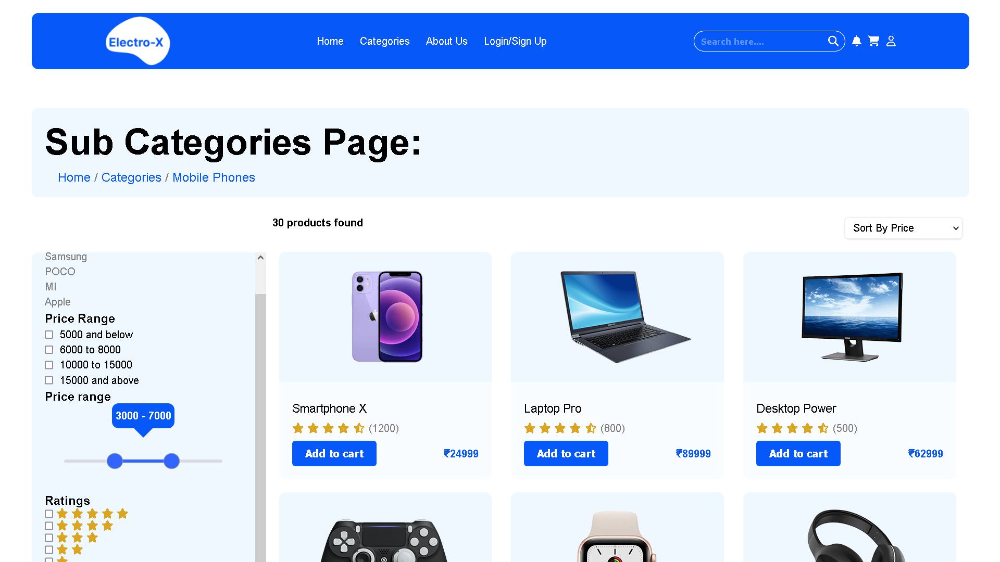 Electro-X
Home Categories About Us Login/Sign Up
Search here....
Sub Categories Page:
Home / Categories / Mobile Phones
30 products found
Sort By Price
Samsung
POCO
MI
Apple
Price Range
5000 and below
6000 to 8000
10000 to 15000
15000 and above
Price range
3000 - 7000
Ratings
Smartphone X
(1200)
Add to cart ₹24999
Laptop Pro
(800)
Add to cart ₹89999
Desktop Power
(500)
Add to cart ₹62999